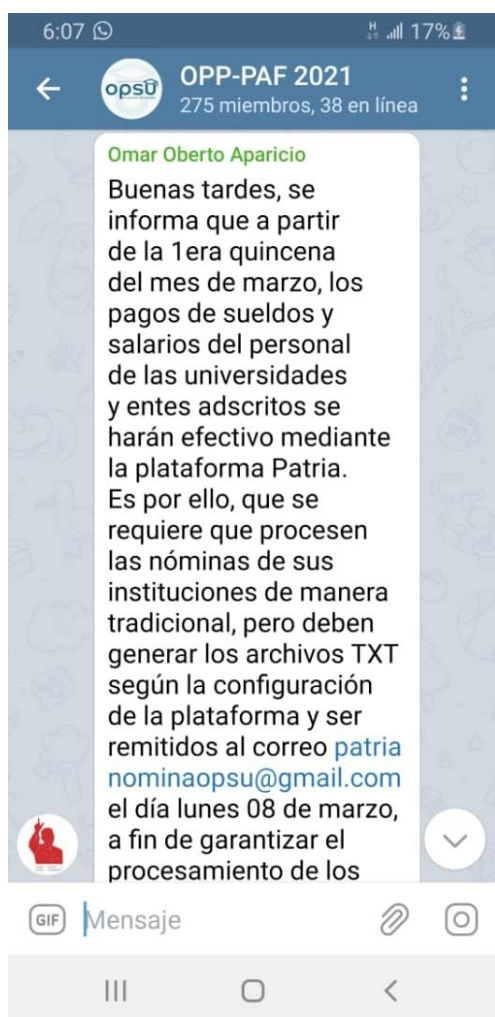 6:07
17%
opsu
OPP-PAF 2021
275 miembros, 38 en línea
Omar Oberto Aparicio
Buenas tardes, se
informa que a partir
de la 1era quincena
del mes de marzo, los
pagos de sueldos y
salarios del personal
de las universidades
y entes adscritos se
harán efectivo mediante
la plataforma Patria.
Es por ello, que se
requiere que procesen
las nóminas de sus
instituciones de manera
tradicional, pero deben
generar los archivos TXT
según la configuración
de la plataforma y ser
remitidos al correo patria
nominaopsu@gmail.com
el día lunes 08 de marzo,
a fin de garantizar el
procesamiento de los
GIF Mensaje